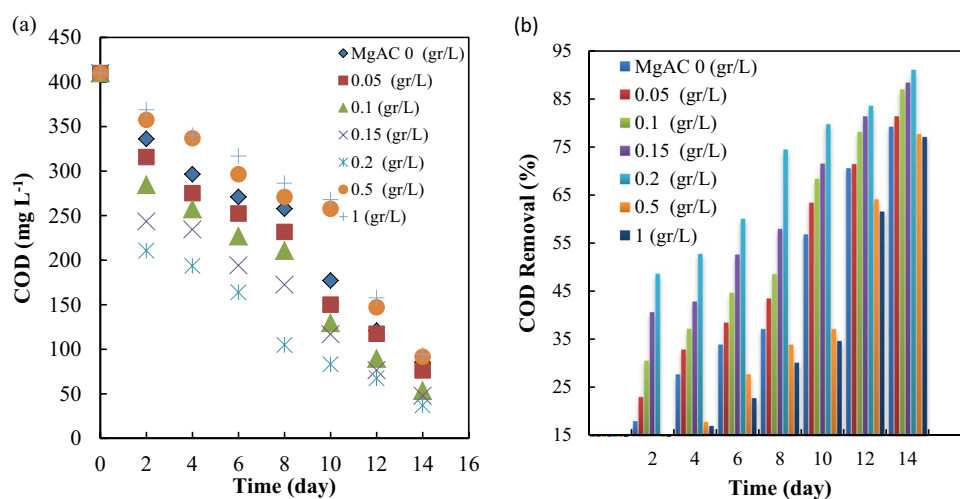 (a)
450
400
350
300
250
200
150
100
50
0
COD (mg L-1)
MgAC 0 (gr/L)
0.05 (gr/L)
0.1 (gr/L)
0.15 (gr/L)
0.2 (gr/L)
0.5 (gr/L)
1 (gr/L)
0 2 4 6 8 10 12 14 16
Time (day)
(b)
95
85
75
65
55
45
35
25
15
COD Removal (%)
MgAC 0 (gr/L)
0.05 (gr/L)
0.1 (gr/L)
0.15 (gr/L)
0.2 (gr/L)
0.5 (gr/L)
1 (gr/L)
2 4 6 8 10 12 14
Time (day)